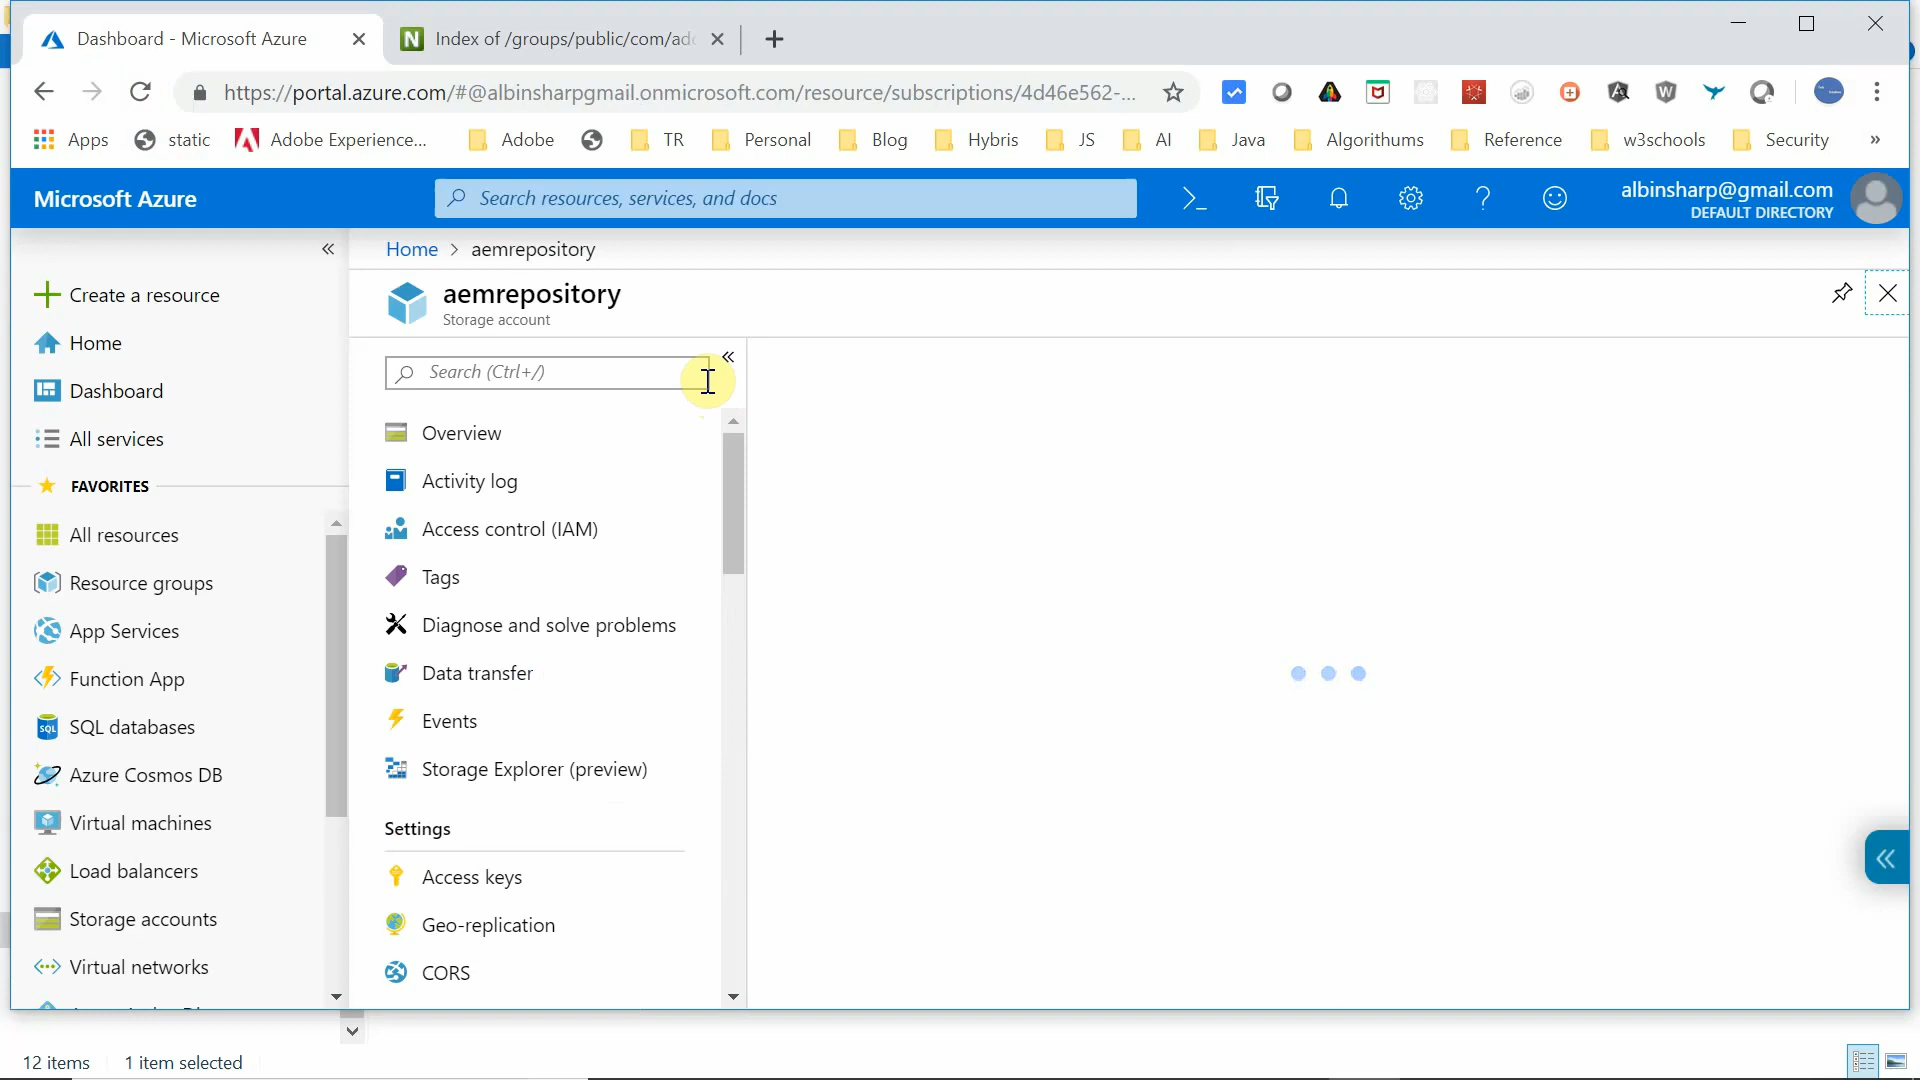 Dashboard - Microsoft Azure
Index of /groups/public/com/ad
https://portal.azure.com/#@albinsharpgmail.onmicrosoft.com/resource/subscriptions/4d46e562-...
Apps
static
Adobe Experience...
Adobe
TR
Personal
Blog
Hybris
JS
AI
Java
Algorithums
Reference
w3schools
Security
»
Microsoft Azure
Search resources, services, and docs
albinsharp@gmail.com
DEFAULT DIRECTORY
Create a resource
Home
Dashboard
All services
FAVORITES
All resources
Resource groups
App Services
Function App
SQL databases
Azure Cosmos DB
Virtual machines
Load balancers
Storage accounts
Virtual networks
Home > aemrepository
aemrepository
Storage account
Search (Ctrl+/)
Overview
Activity log
Access control (IAM)
Tags
Diagnose and solve problems
Data transfer
Events
Storage Explorer (preview)
Settings
Access keys
Geo-replication
CORS
12 items
1 item selected